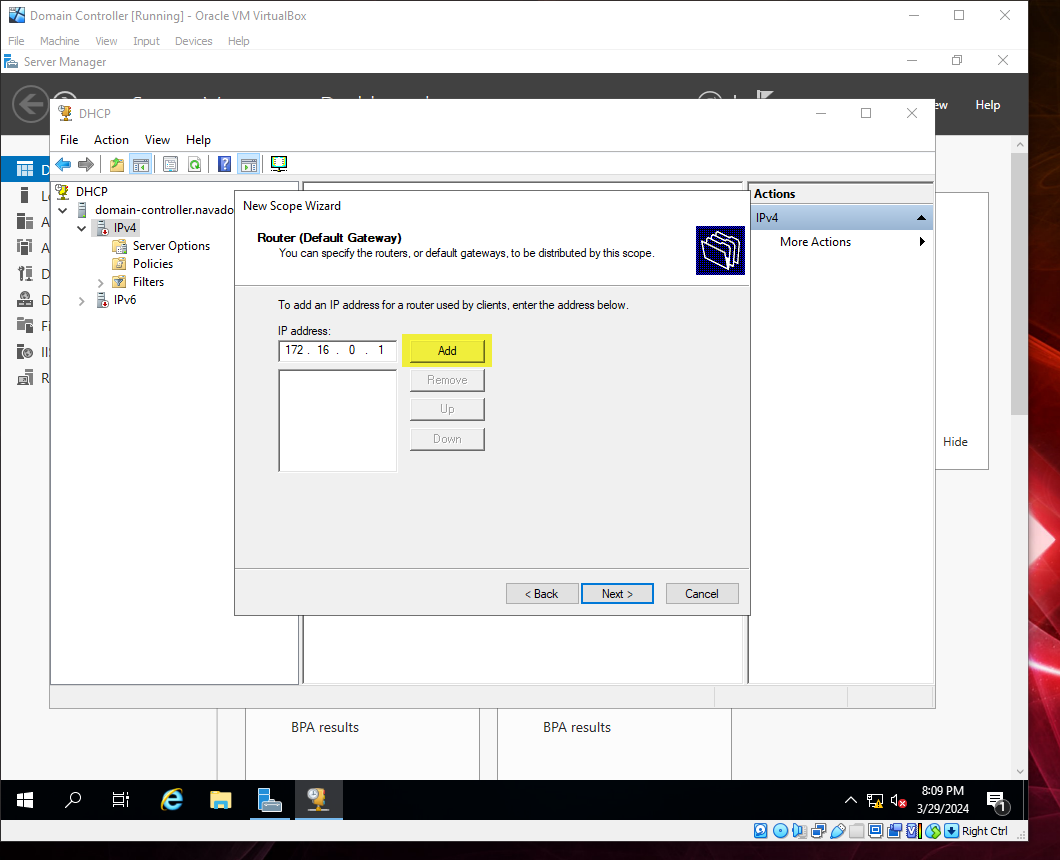 Domain Controller [Running] - Oracle VM VirtualBox
File Machine View Input Devices Help
Server Manager
Help
DHCP
File Action View Help
DHCP
domain-controller.navado
IPv4
Server Options
Policies
Filters
IPv6
New Scope Wizard
Router (Default Gateway)
You can specify the routers, or default gateways, to be distributed by this scope.
To add an IP address for a router used by clients, enter the address below.
IP address:
172 . 16 . 0 . 1
Add
Remove
Up
Down
< Back Next > Cancel
Actions
IPv4
More Actions
Hide
BPA results BPA results
8:09 PM
3/29/2024
1
Right Ctrl